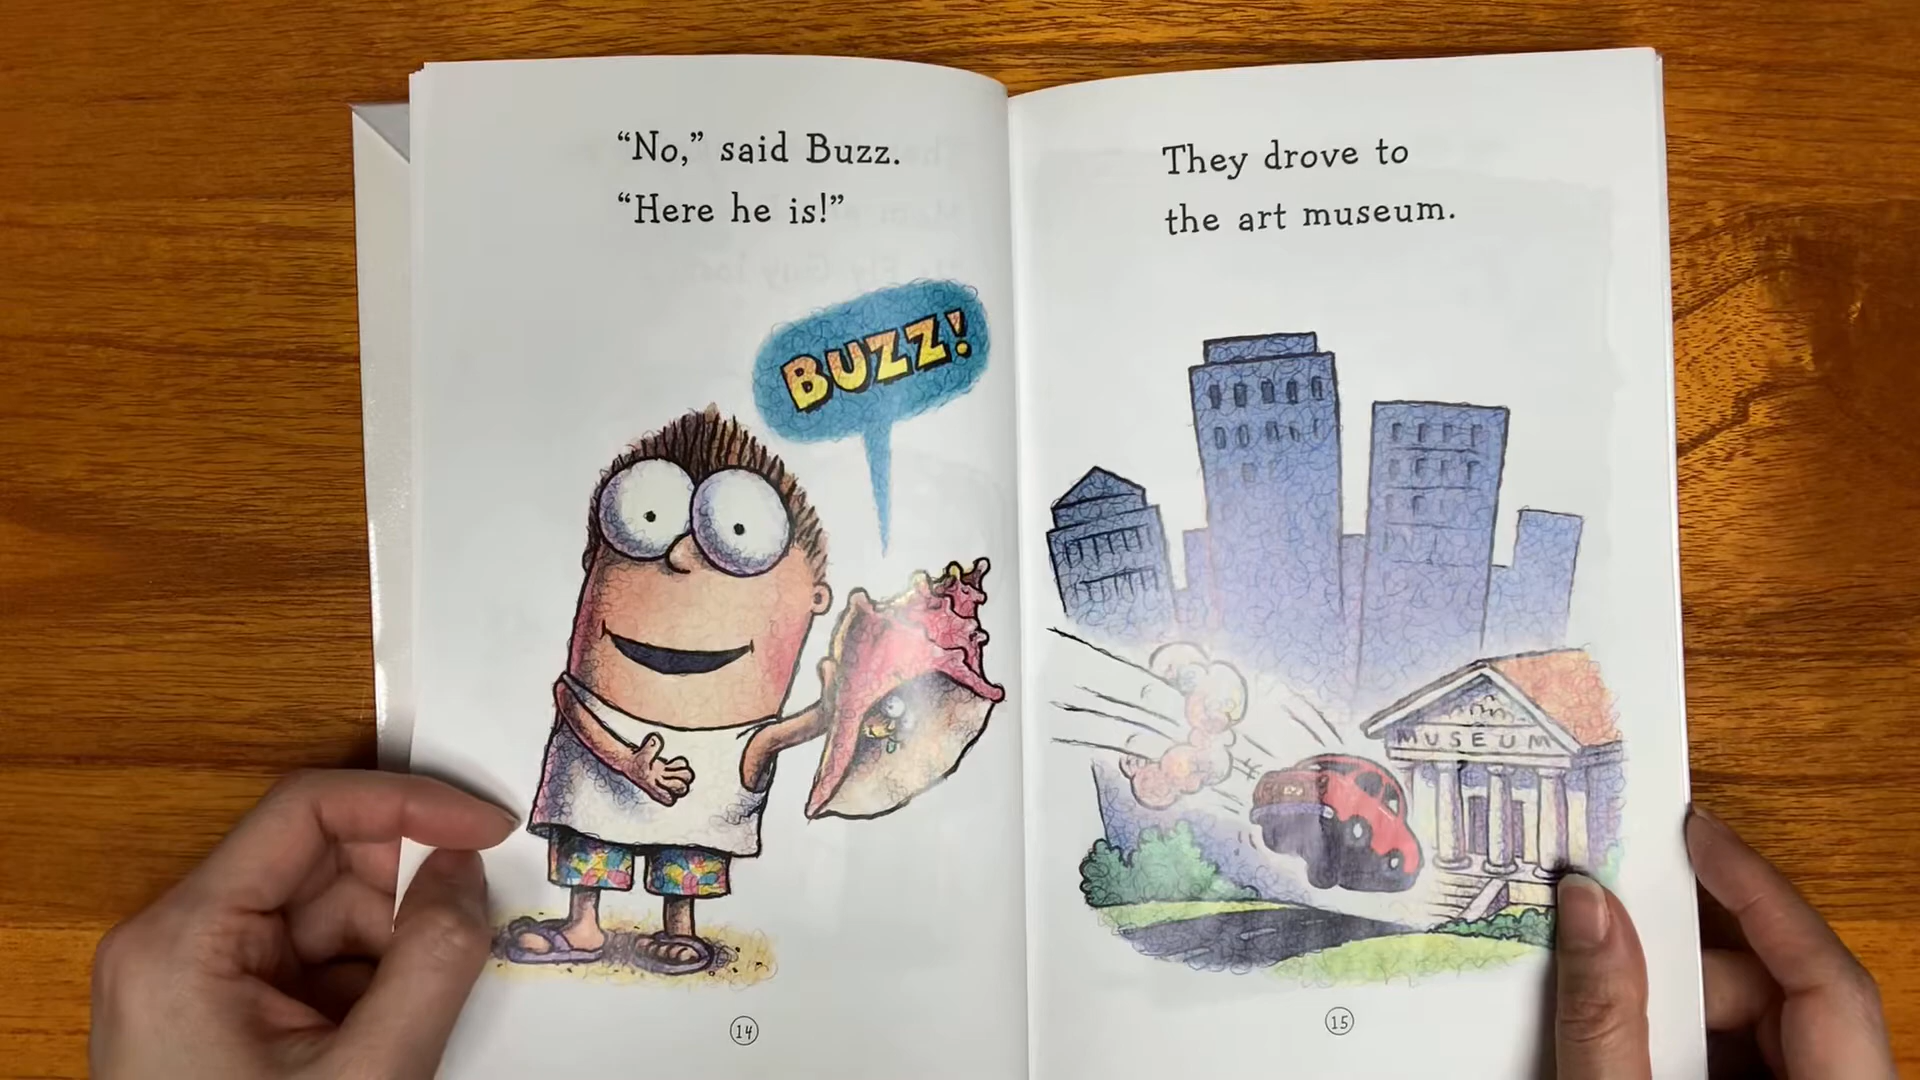 “No,” said Buzz.
“Here he is!”
BUZZ!
14
They drove to
the art museum.
MUSEUM
15